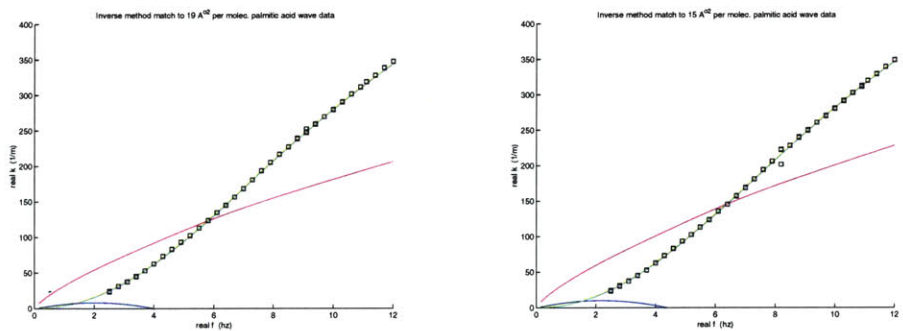 Inverse method match to 19 A°² per molec. palmitic acid wave data
400
350
300
250
200
150
100
50
0
real k (1/m)
0 2 4 6 8 10 12
real f (hz)
Inverse method match to 15 A°² per molec. palmitic acid wave data
400
350
300
250
200
150
100
50
0
real k (1/m)
0 2 4 6 8 10 12
real f (hz)